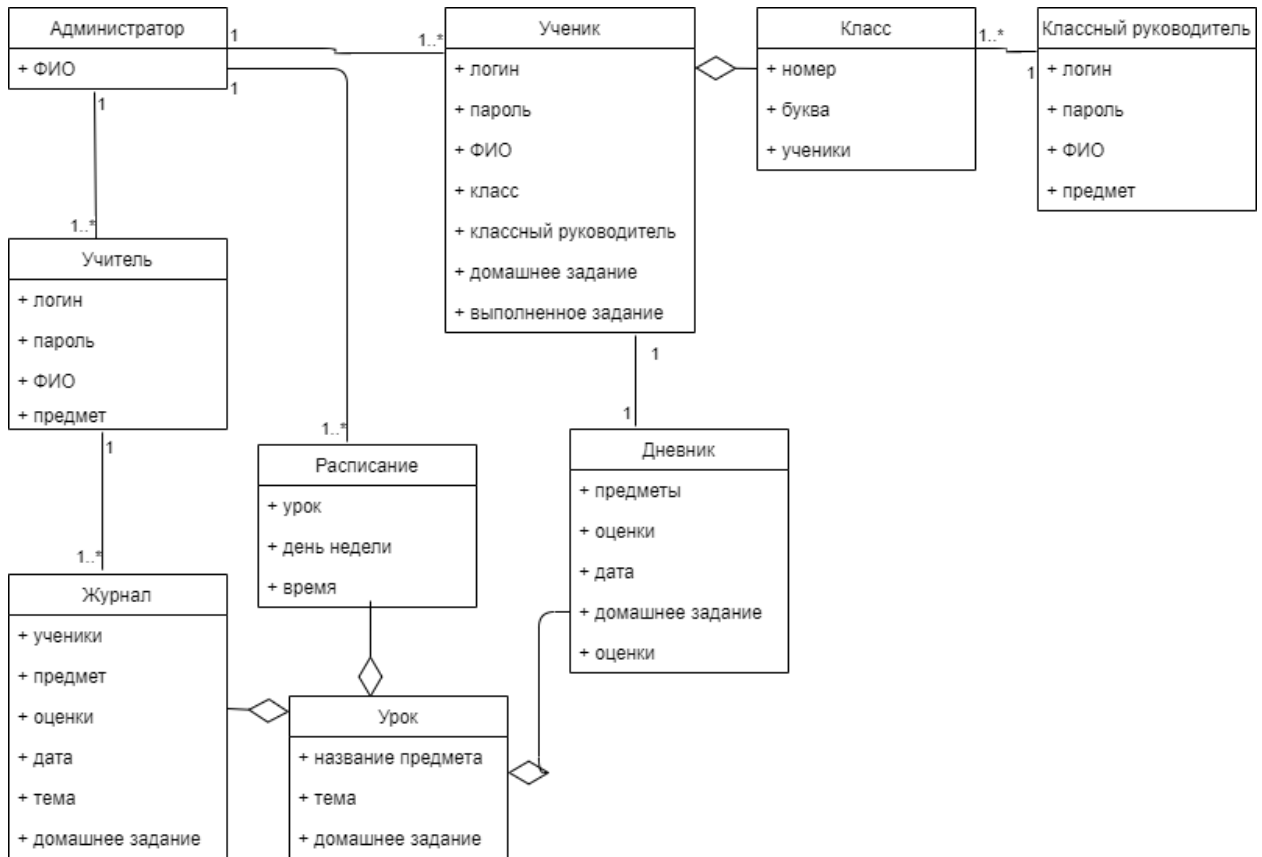 Администратор
+ ФИО
1
1..*
1
1
1..*
Ученик
+ логин
+ пароль
+ ФИО
+ класс
+ классный руководитель
+ домашнее задание
+ выполненное задание
Класс
+ номер
+ буква
+ ученики
1..*
1
Классный руководитель
+ логин
+ пароль
+ ФИО
+ предмет
Учитель
+ логин
+ пароль
+ ФИО
+ предмет
1
1..*
1..*
Расписание
+ урок
+ день недели
+ время
1
1
Дневник
+ предметы
+ оценки
+ дата
+ домашнее задание
+ оценки
Журнал
+ ученики
+ предмет
+ оценки
+ дата
+ тема
+ домашнее задание
Урок
+ название предмета
+ тема
+ домашнее задание